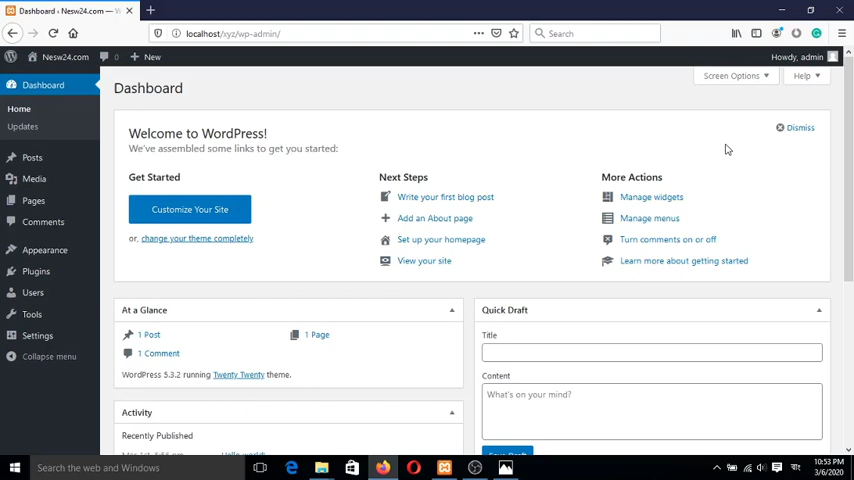 Dashboard ‹ Nesw24.com — W
localhost/xyz/wp-admin/
Search
Nesw24.com
0
New
Howdy, admin
Screen Options
Help
Dashboard
Home
Updates
Posts
Media
Pages
Comments
Appearance
Plugins
Users
Tools
Settings
Collapse menu
Dashboard
Welcome to WordPress!
We've assembled some links to get you started:
Dismiss
Get Started
Customize Your Site
or, change your theme completely
Next Steps
Write your first blog post
Add an About page
Set up your homepage
View your site
More Actions
Manage widgets
Manage menus
Turn comments on or off
Learn more about getting started
At a Glance
1 Post
1 Page
1 Comment
WordPress 5.3.2 running Twenty Twenty theme.
Activity
Recently Published
Quick Draft
Title
Content
What's on your mind?
Save Draft
Search the web and Windows
10:53 PM
3/6/2020